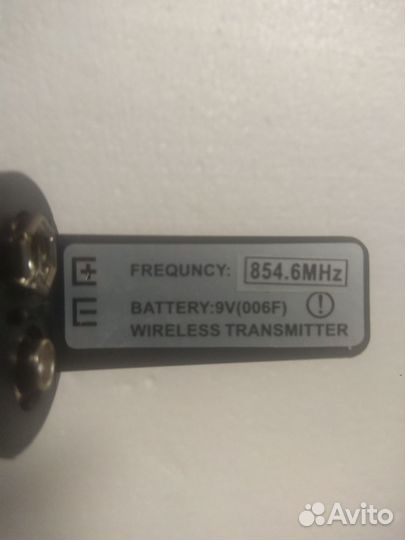 FREQUNCY: 854.6MHz
BATTERY:9V(006F)
WIRELESS TRANSMITTER
Avito